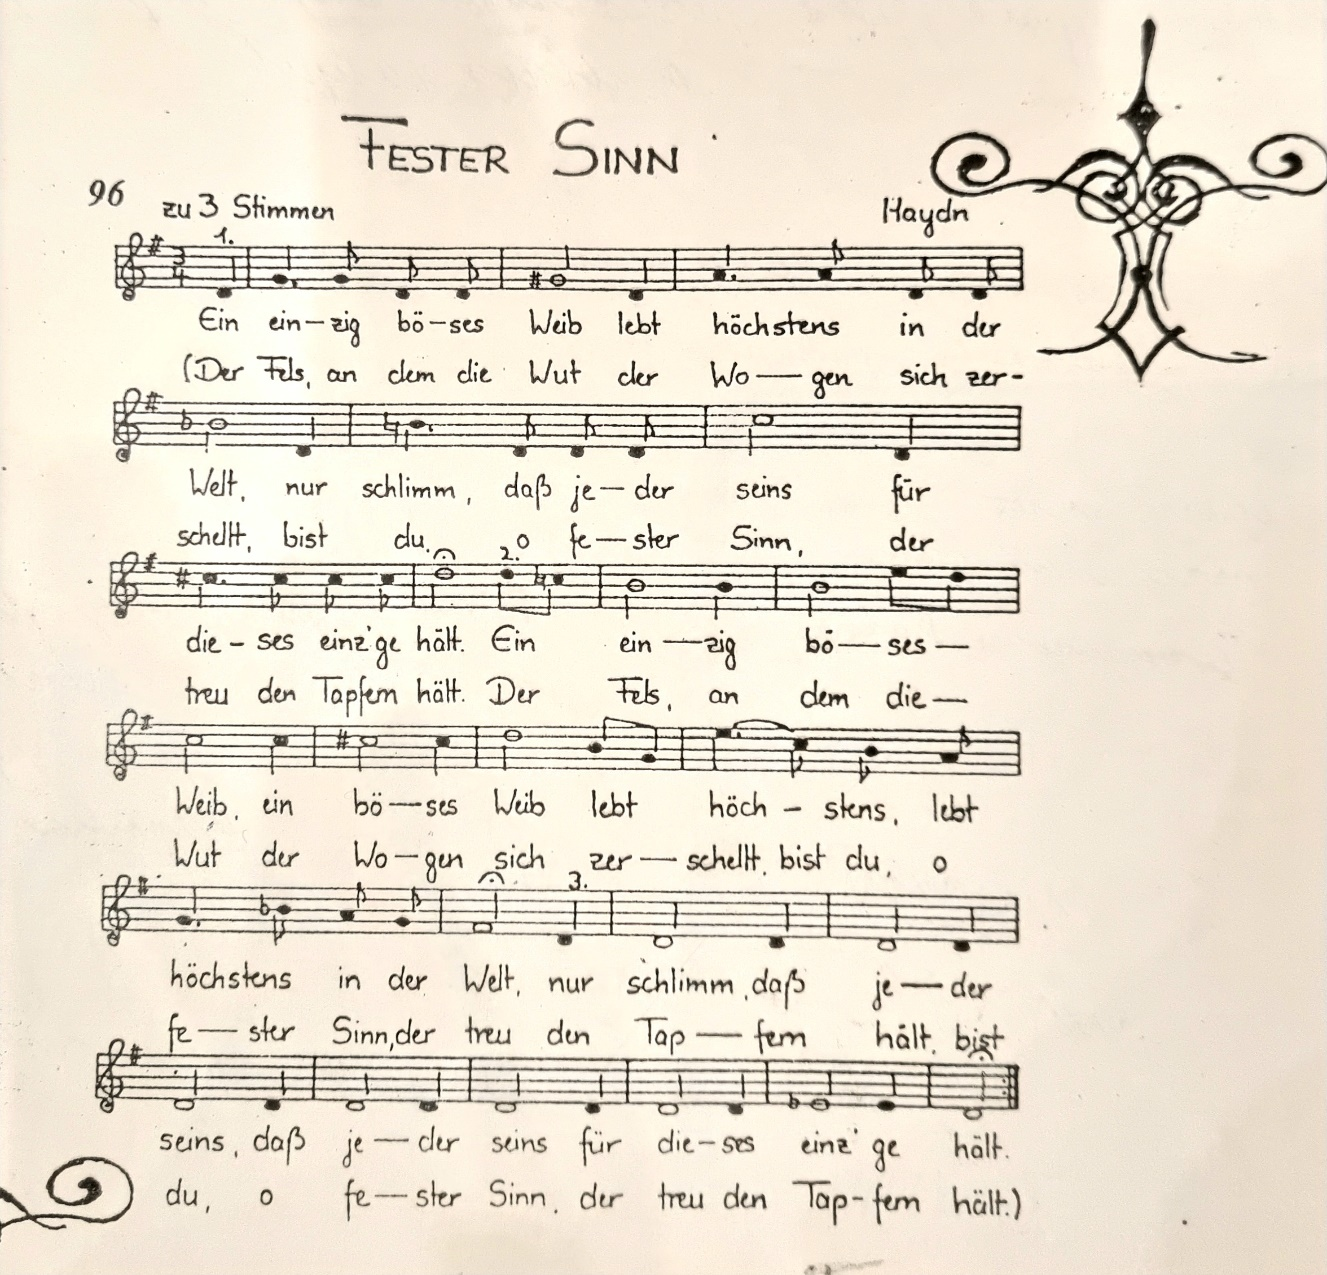 FESTER SINN
96
zu 3 Stimmen
Haydn
1.
Ein ein-zig bö-ses Weib lebt höchstens in der
(Der Fels, an dem die Wut der Wo-gen sich zer-
Welt, nur schlimm, daß je-der seins für
schellt, bist du, o fe-ster Sinn, der
2.
die-ses einz'ge hält. Ein ein-zig bö-ses-
treu den Tapfern hält. Der Fels, an dem die-
Weib, ein bö-ses Weib lebt höch-stens, lebt
Wut der Wo-gen sich zer-schellt, bist du, o
3.
höchstens in der Welt, nur schlimm, daß je-der
fe-ster Sinn, der treu den Tap-fern hält, bist
seins, daß je-der seins für die-ses einz'ge hält.
du, o fe-ster Sinn, der treu den Tap-fern hält.)